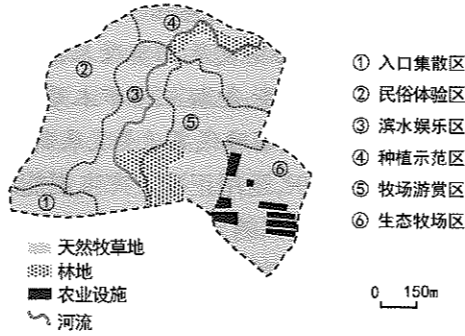 ④
②
③
⑤
⑥
①
① 入口集散区
② 民俗体验区
③ 滨水娱乐区
④ 种植示范区
⑤ 牧场游赏区
⑥ 生态牧场区
天然牧草地
林地
农业设施
河流
0 150m